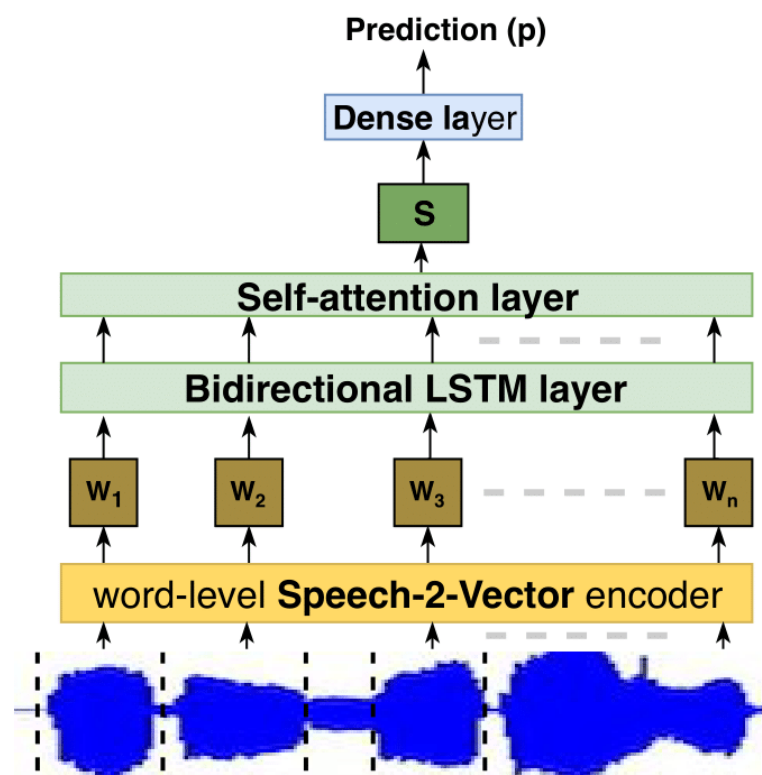 Prediction (p)
Dense layer
S
Self-attention layer
Bidirectional LSTM layer
W₁ W₂ W₃ Wₙ
word-level Speech-2-Vector encoder